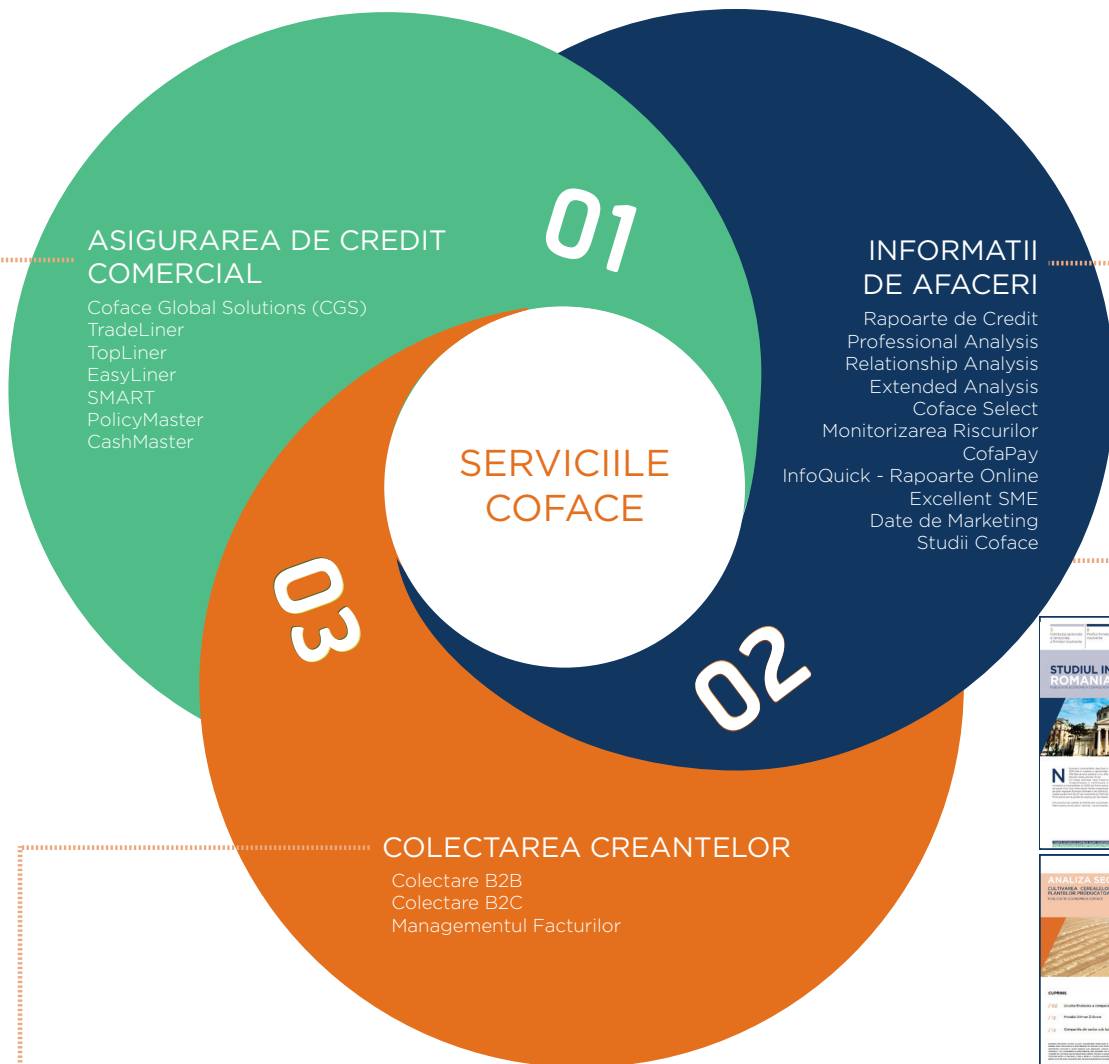 01
ASIGURAREA DE CREDIT
COMERCIAL
Coface Global Solutions (CGS)
TradeLiner
TopLiner
EasyLiner
SMART
PolicyMaster
CashMaster
INFORMATII
DE AFACERI
Rapoarte de Credit
Professional Analysis
Relationship Analysis
Extended Analysis
Coface Select
Monitorizarea Riscurilor
CofaPay
InfoQuick - Rapoarte Online
Excellent SME
Date de Marketing
Studii Coface
SERVICIILE
COFACE
03
02
COLECTAREA CREANTELOR
Colectare B2B
Colectare B2C
Managementul Facturilor
STUDIUL IN
ROMANIA
N
ANALIZA SEC
CULTIVAREA CEREALELO
PLANTELOR PRODUCATOA
CUPRINS